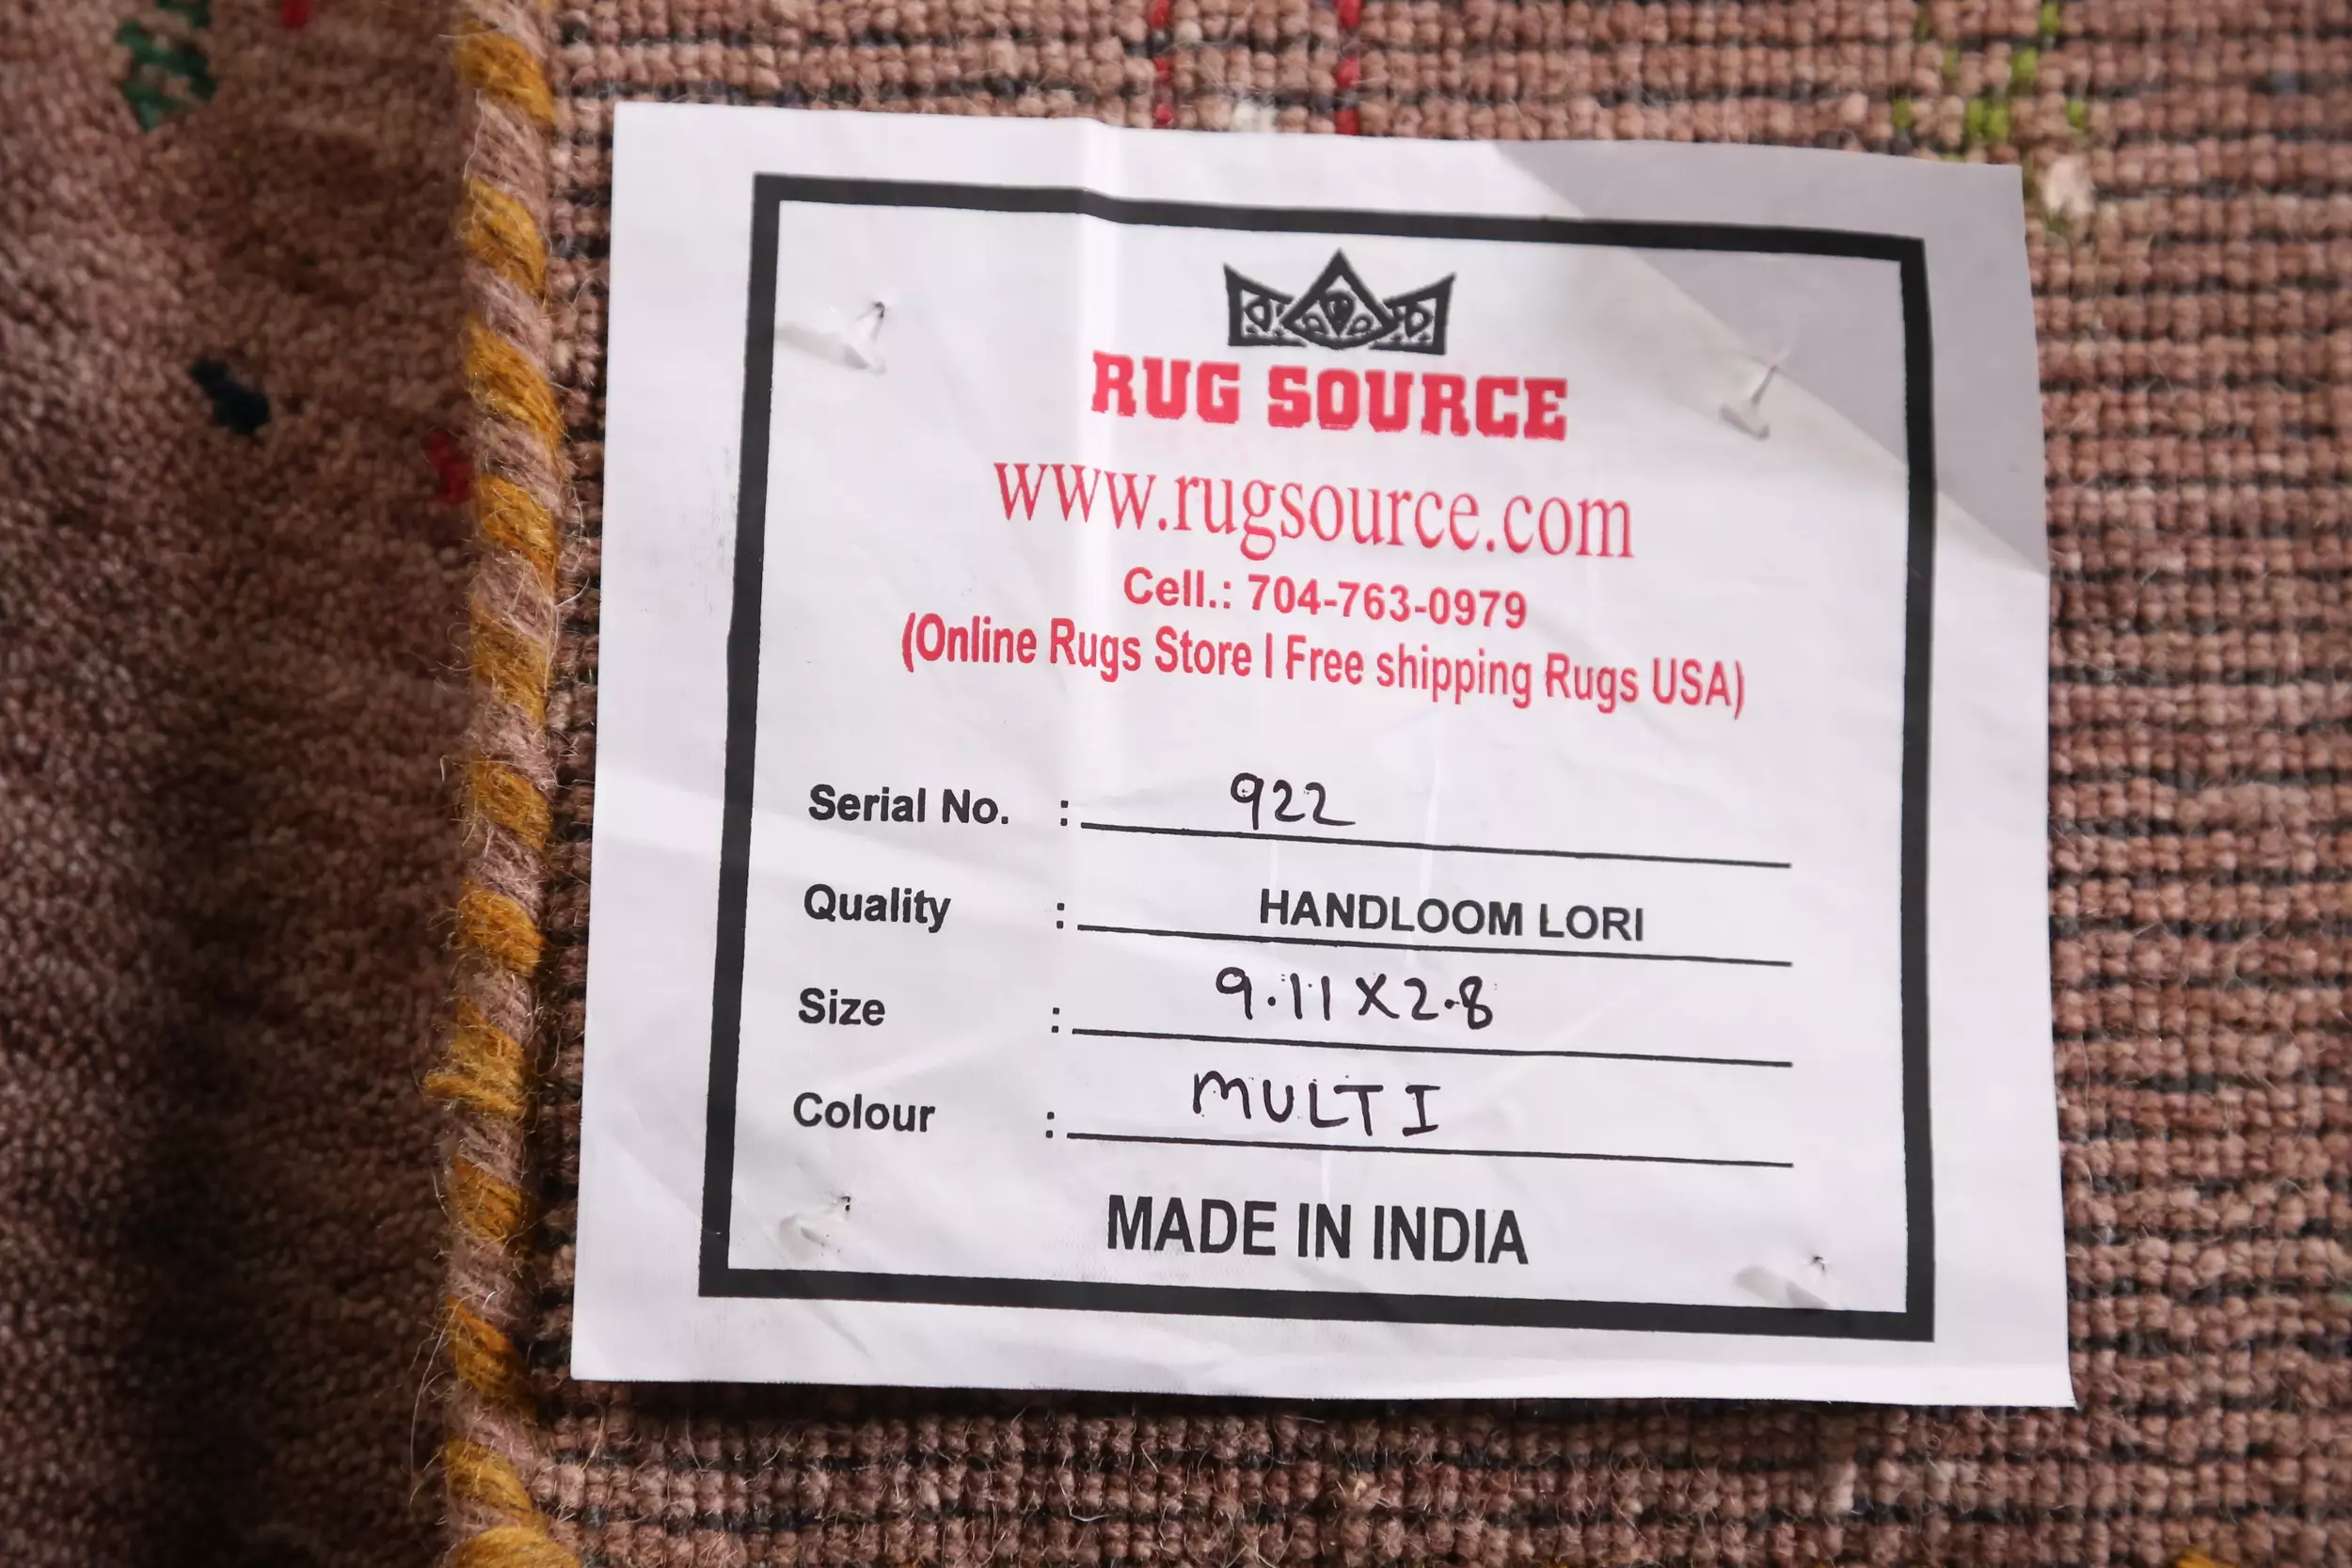 RUG SOURCE
www.rugsource.com
Cell.: 704-763-0979
(Online Rugs Store I Free shipping Rugs USA)
Serial No. : 922
Quality : HANDLOOM LORI
Size : 9.11 X 2.8
Colour : MULTI
MADE IN INDIA